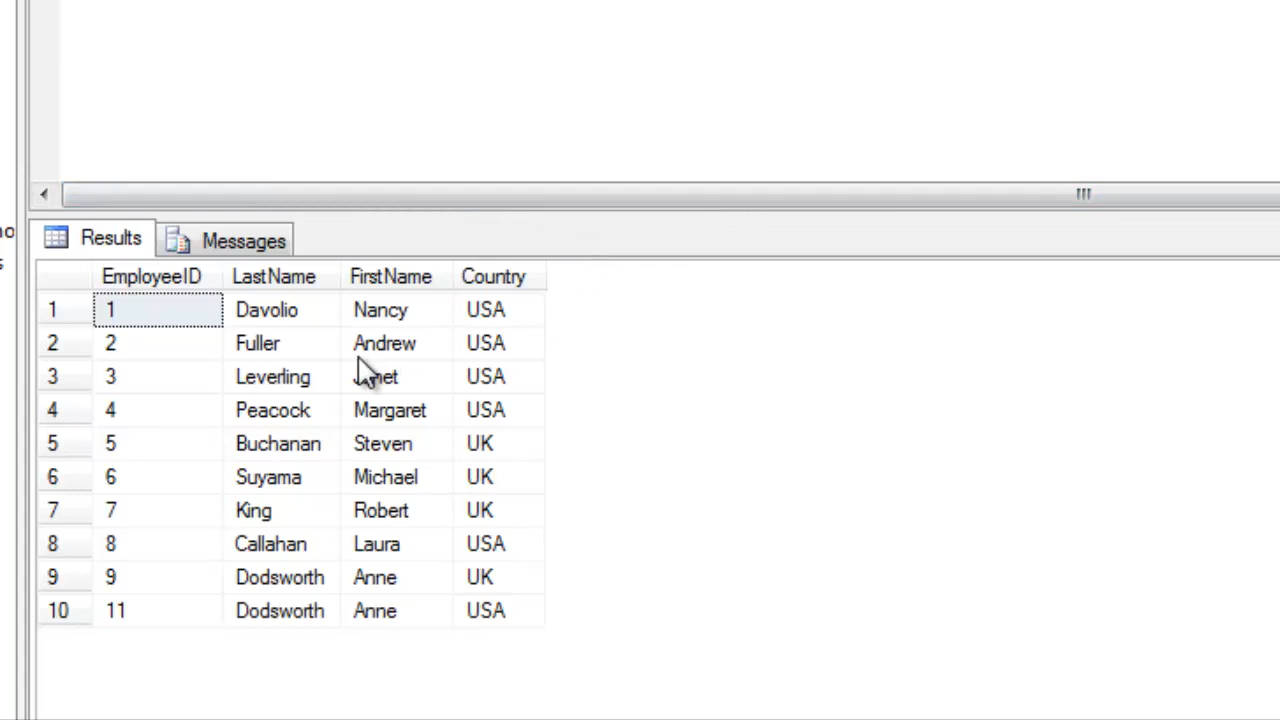 Results Messages
EmployeeID LastName FirstName Country
1 1 Davolio Nancy USA
2 2 Fuller Andrew USA
3 3 Leverling USA
4 4 Peacock Margaret USA
5 5 Buchanan Steven UK
6 6 Suyama Michael UK
7 7 King Robert UK
8 8 Callahan Laura USA
9 9 Dodsworth Anne UK
10 11 Dodsworth Anne USA